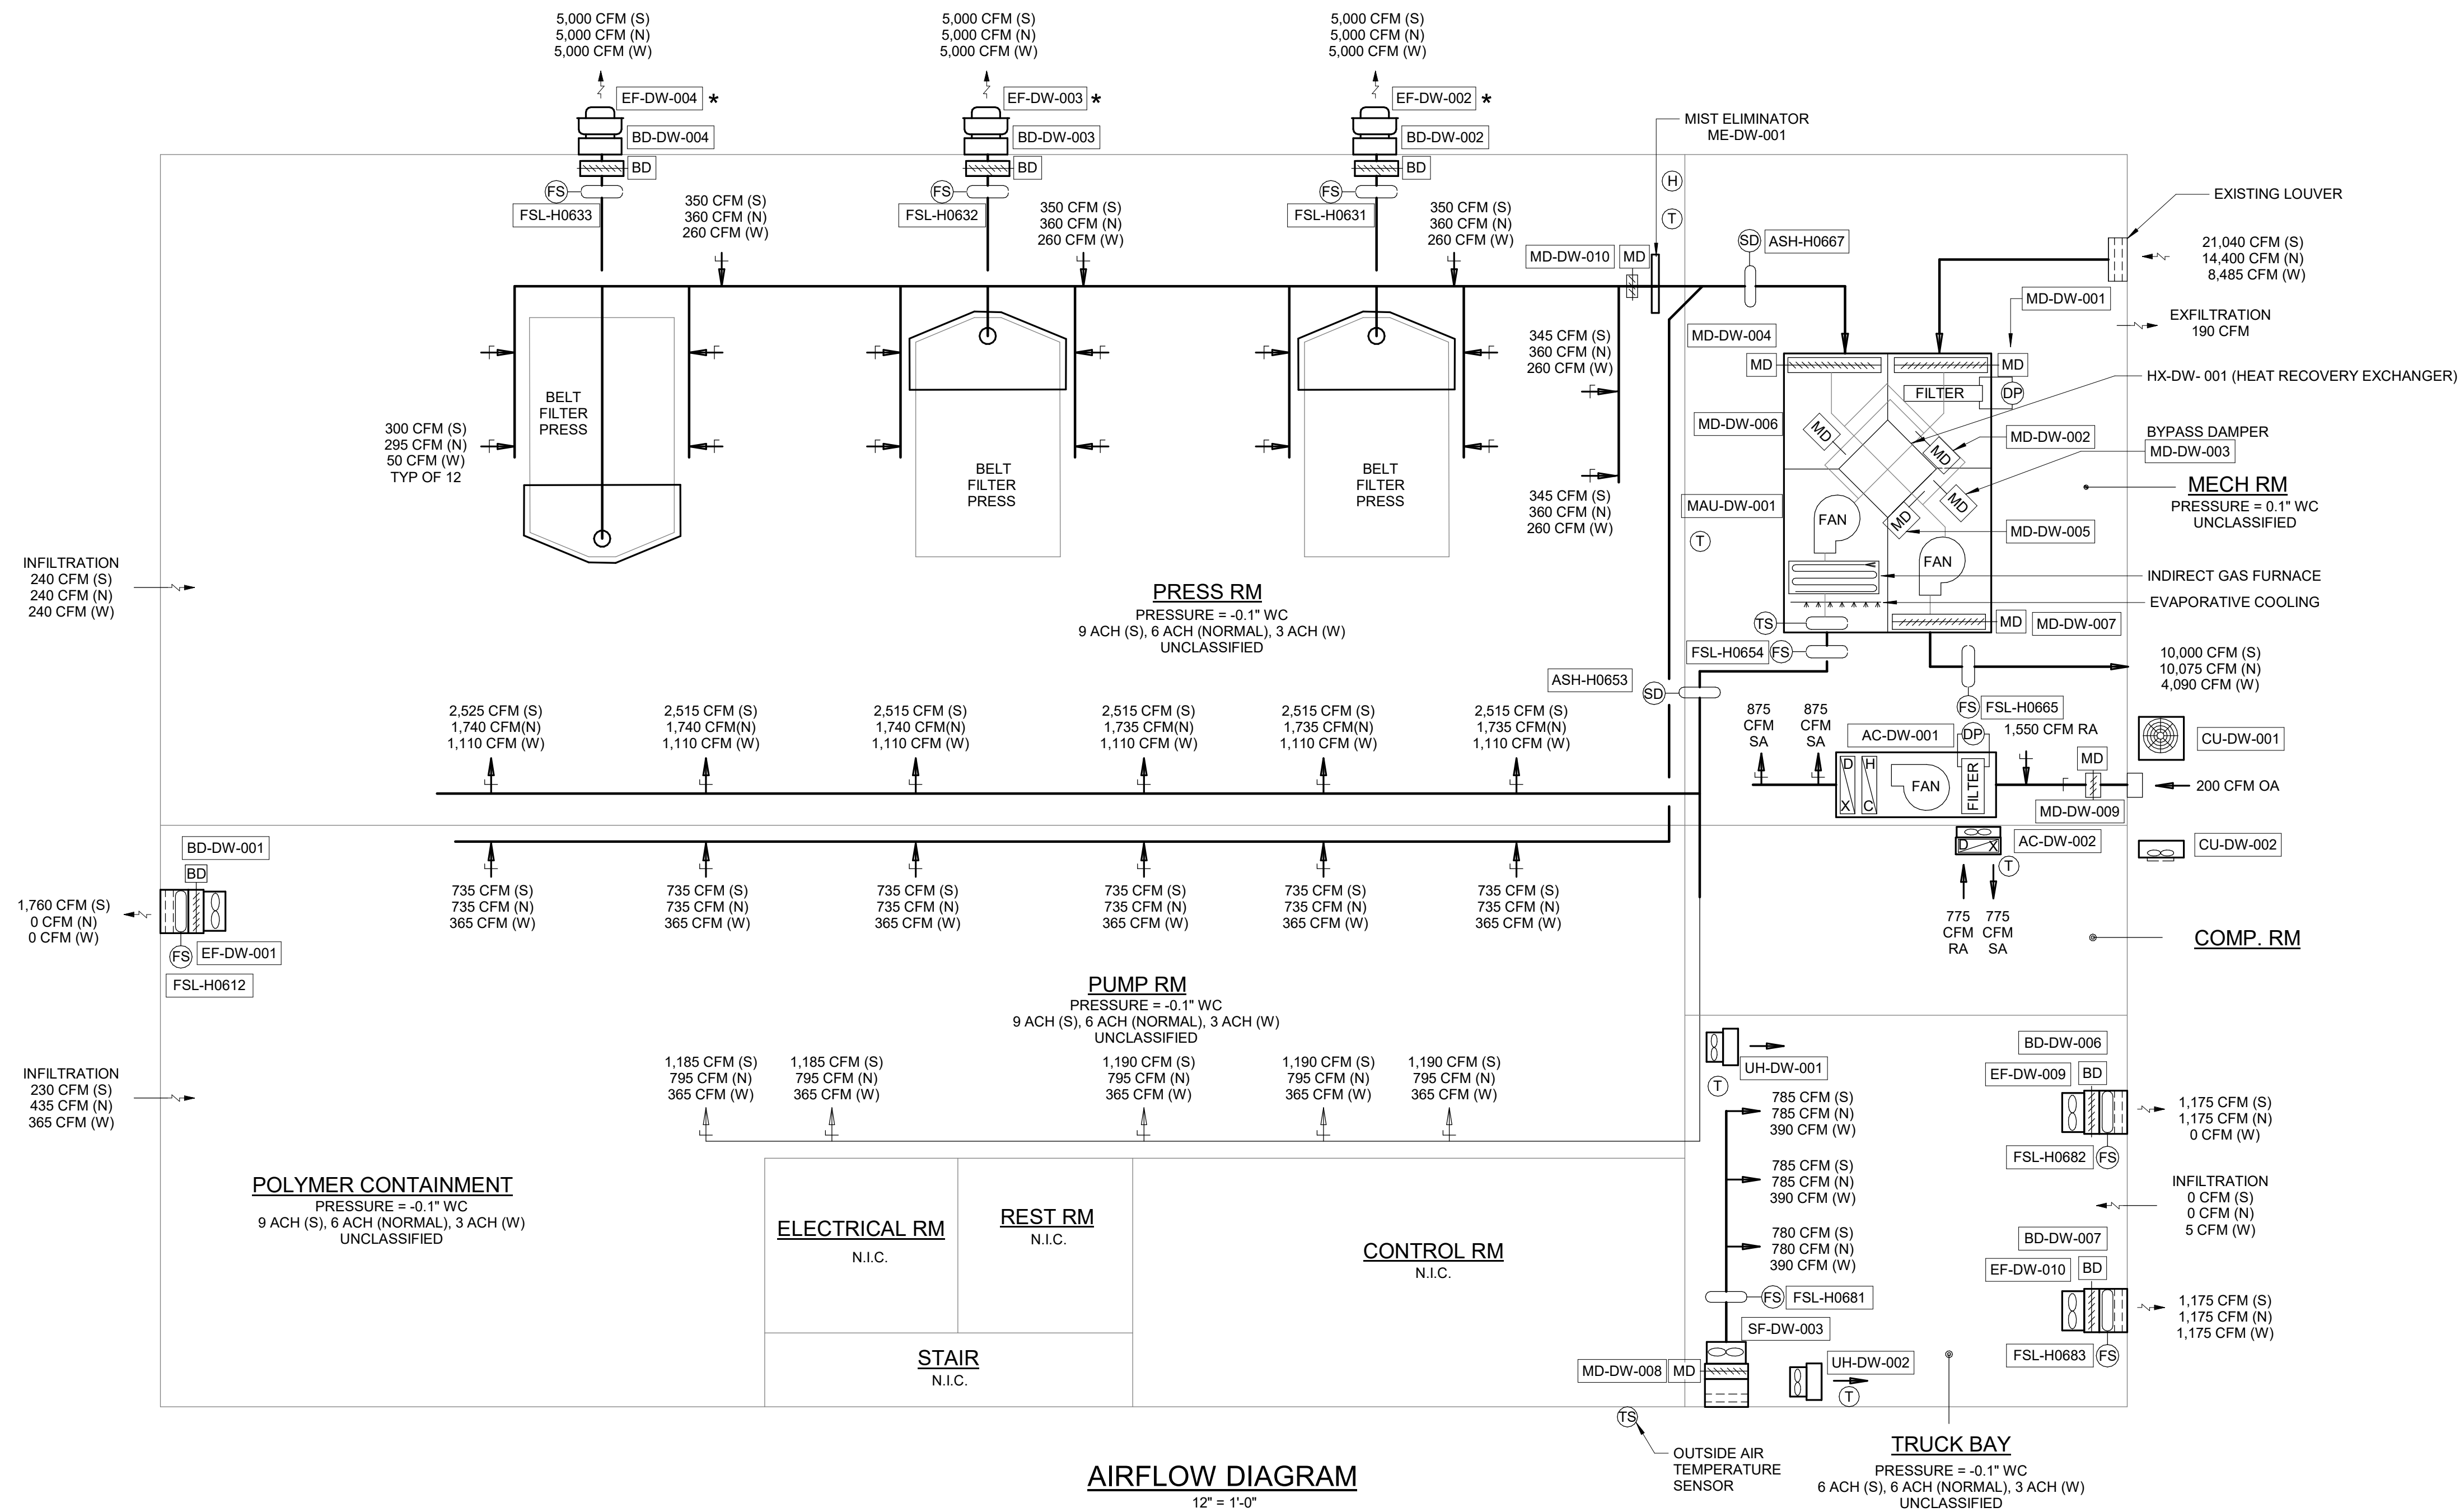 5,000 CFM (S)
5,000 CFM (N)
5,000 CFM (W)
EF-DW-004 *
BD-DW-004
BD
FS
FSL-H0633
5,000 CFM (S)
5,000 CFM (N)
5,000 CFM (W)
EF-DW-003 *
BD-DW-003
BD
FS
FSL-H0632
5,000 CFM (S)
5,000 CFM (N)
5,000 CFM (W)
EF-DW-002 *
BD-DW-002
BD
FS
FSL-H0631
MIST ELIMINATOR
ME-DW-001
H
T
350 CFM (S)
360 CFM (N)
260 CFM (W)
350 CFM (S)
360 CFM (N)
260 CFM (W)
350 CFM (S)
360 CFM (N)
260 CFM (W)
MD-DW-010
MD
SD
ASH-H0667
EXISTING LOUVER
21,040 CFM (S)
14,400 CFM (N)
8,485 CFM (W)
MD-DW-001
EXFILTRATION
190 CFM
345 CFM (S)
360 CFM (N)
260 CFM (W)
MD-DW-004
MD
MD
HX-DW- 001 (HEAT RECOVERY EXCHANGER)
FILTER
DP
BELT
FILTER
PRESS
300 CFM (S)
295 CFM (N)
50 CFM (W)
TYP OF 12
BELT
FILTER
PRESS
BELT
FILTER
PRESS
345 CFM (S)
360 CFM (N)
260 CFM (W)
MD-DW-006
MD
MD
MD-DW-002
BYPASS DAMPER
MD-DW-003
MECH RM
PRESSURE = 0.1" WC
UNCLASSIFIED
MAU-DW-001
T
FAN
MD
MD
MD-DW-005
FAN
INDIRECT GAS FURNACE
EVAPORATIVE COOLING
INFILTRATION
240 CFM (S)
240 CFM (N)
240 CFM (W)
PRESS RM
PRESSURE = -0.1" WC
9 ACH (S), 6 ACH (NORMAL), 3 ACH (W)
UNCLASSIFIED
TS
MD
MD-DW-007
FSL-H0654
FS
ASH-H0653
SD
10,000 CFM (S)
10,075 CFM (N)
4,090 CFM (W)
FS
FSL-H0665
2,525 CFM (S)
1,740 CFM(N)
1,110 CFM (W)
2,515 CFM (S)
1,740 CFM(N)
1,110 CFM (W)
2,515 CFM (S)
1,740 CFM(N)
1,110 CFM (W)
2,515 CFM (S)
1,735 CFM(N)
1,110 CFM (W)
2,515 CFM (S)
1,735 CFM(N)
1,110 CFM (W)
2,515 CFM (S)
1,735 CFM(N)
1,110 CFM (W)
875
CFM
SA
875
CFM
SA
AC-DW-001
DP
1,550 CFM RA
D
X
H
C
FAN
FILTER
MD
MD-DW-009
CU-DW-001
200 CFM OA
BD-DW-001
BD
1,760 CFM (S)
0 CFM (N)
0 CFM (W)
FS
EF-DW-001
FSL-H0612
735 CFM (S)
735 CFM (N)
365 CFM (W)
735 CFM (S)
735 CFM (N)
365 CFM (W)
735 CFM (S)
735 CFM (N)
365 CFM (W)
735 CFM (S)
735 CFM (N)
365 CFM (W)
735 CFM (S)
735 CFM (N)
365 CFM (W)
735 CFM (S)
735 CFM (N)
365 CFM (W)
D X
T
AC-DW-002
CU-DW-002
775
CFM
RA
775
CFM
SA
COMP. RM
PUMP RM
PRESSURE = -0.1" WC
9 ACH (S), 6 ACH (NORMAL), 3 ACH (W)
UNCLASSIFIED
INFILTRATION
230 CFM (S)
435 CFM (N)
365 CFM (W)
1,185 CFM (S)
795 CFM (N)
365 CFM (W)
1,185 CFM (S)
795 CFM (N)
365 CFM (W)
1,190 CFM (S)
795 CFM (N)
365 CFM (W)
1,190 CFM (S)
795 CFM (N)
365 CFM (W)
1,190 CFM (S)
795 CFM (N)
365 CFM (W)
UH-DW-001
T
785 CFM (S)
785 CFM (N)
390 CFM (W)
785 CFM (S)
785 CFM (N)
390 CFM (W)
780 CFM (S)
780 CFM (N)
390 CFM (W)
BD-DW-006
EF-DW-009
BD
FSL-H0682
FS
1,175 CFM (S)
1,175 CFM (N)
0 CFM (W)
INFILTRATION
0 CFM (S)
0 CFM (N)
5 CFM (W)
BD-DW-007
EF-DW-010
BD
FSL-H0683
FS
1,175 CFM (S)
1,175 CFM (N)
1,175 CFM (W)
POLYMER CONTAINMENT
PRESSURE = -0.1" WC
9 ACH (S), 6 ACH (NORMAL), 3 ACH (W)
UNCLASSIFIED
ELECTRICAL RM
N.I.C.
REST RM
N.I.C.
CONTROL RM
N.I.C.
STAIR
N.I.C.
FS
FSL-H0681
SF-DW-003
MD-DW-008
MD
UH-DW-002
T
TS
OUTSIDE AIR
TEMPERATURE
SENSOR
TRUCK BAY
PRESSURE = -0.1" WC
6 ACH (S), 6 ACH (NORMAL), 3 ACH (W)
UNCLASSIFIED
AIRFLOW DIAGRAM
12" = 1'-0"